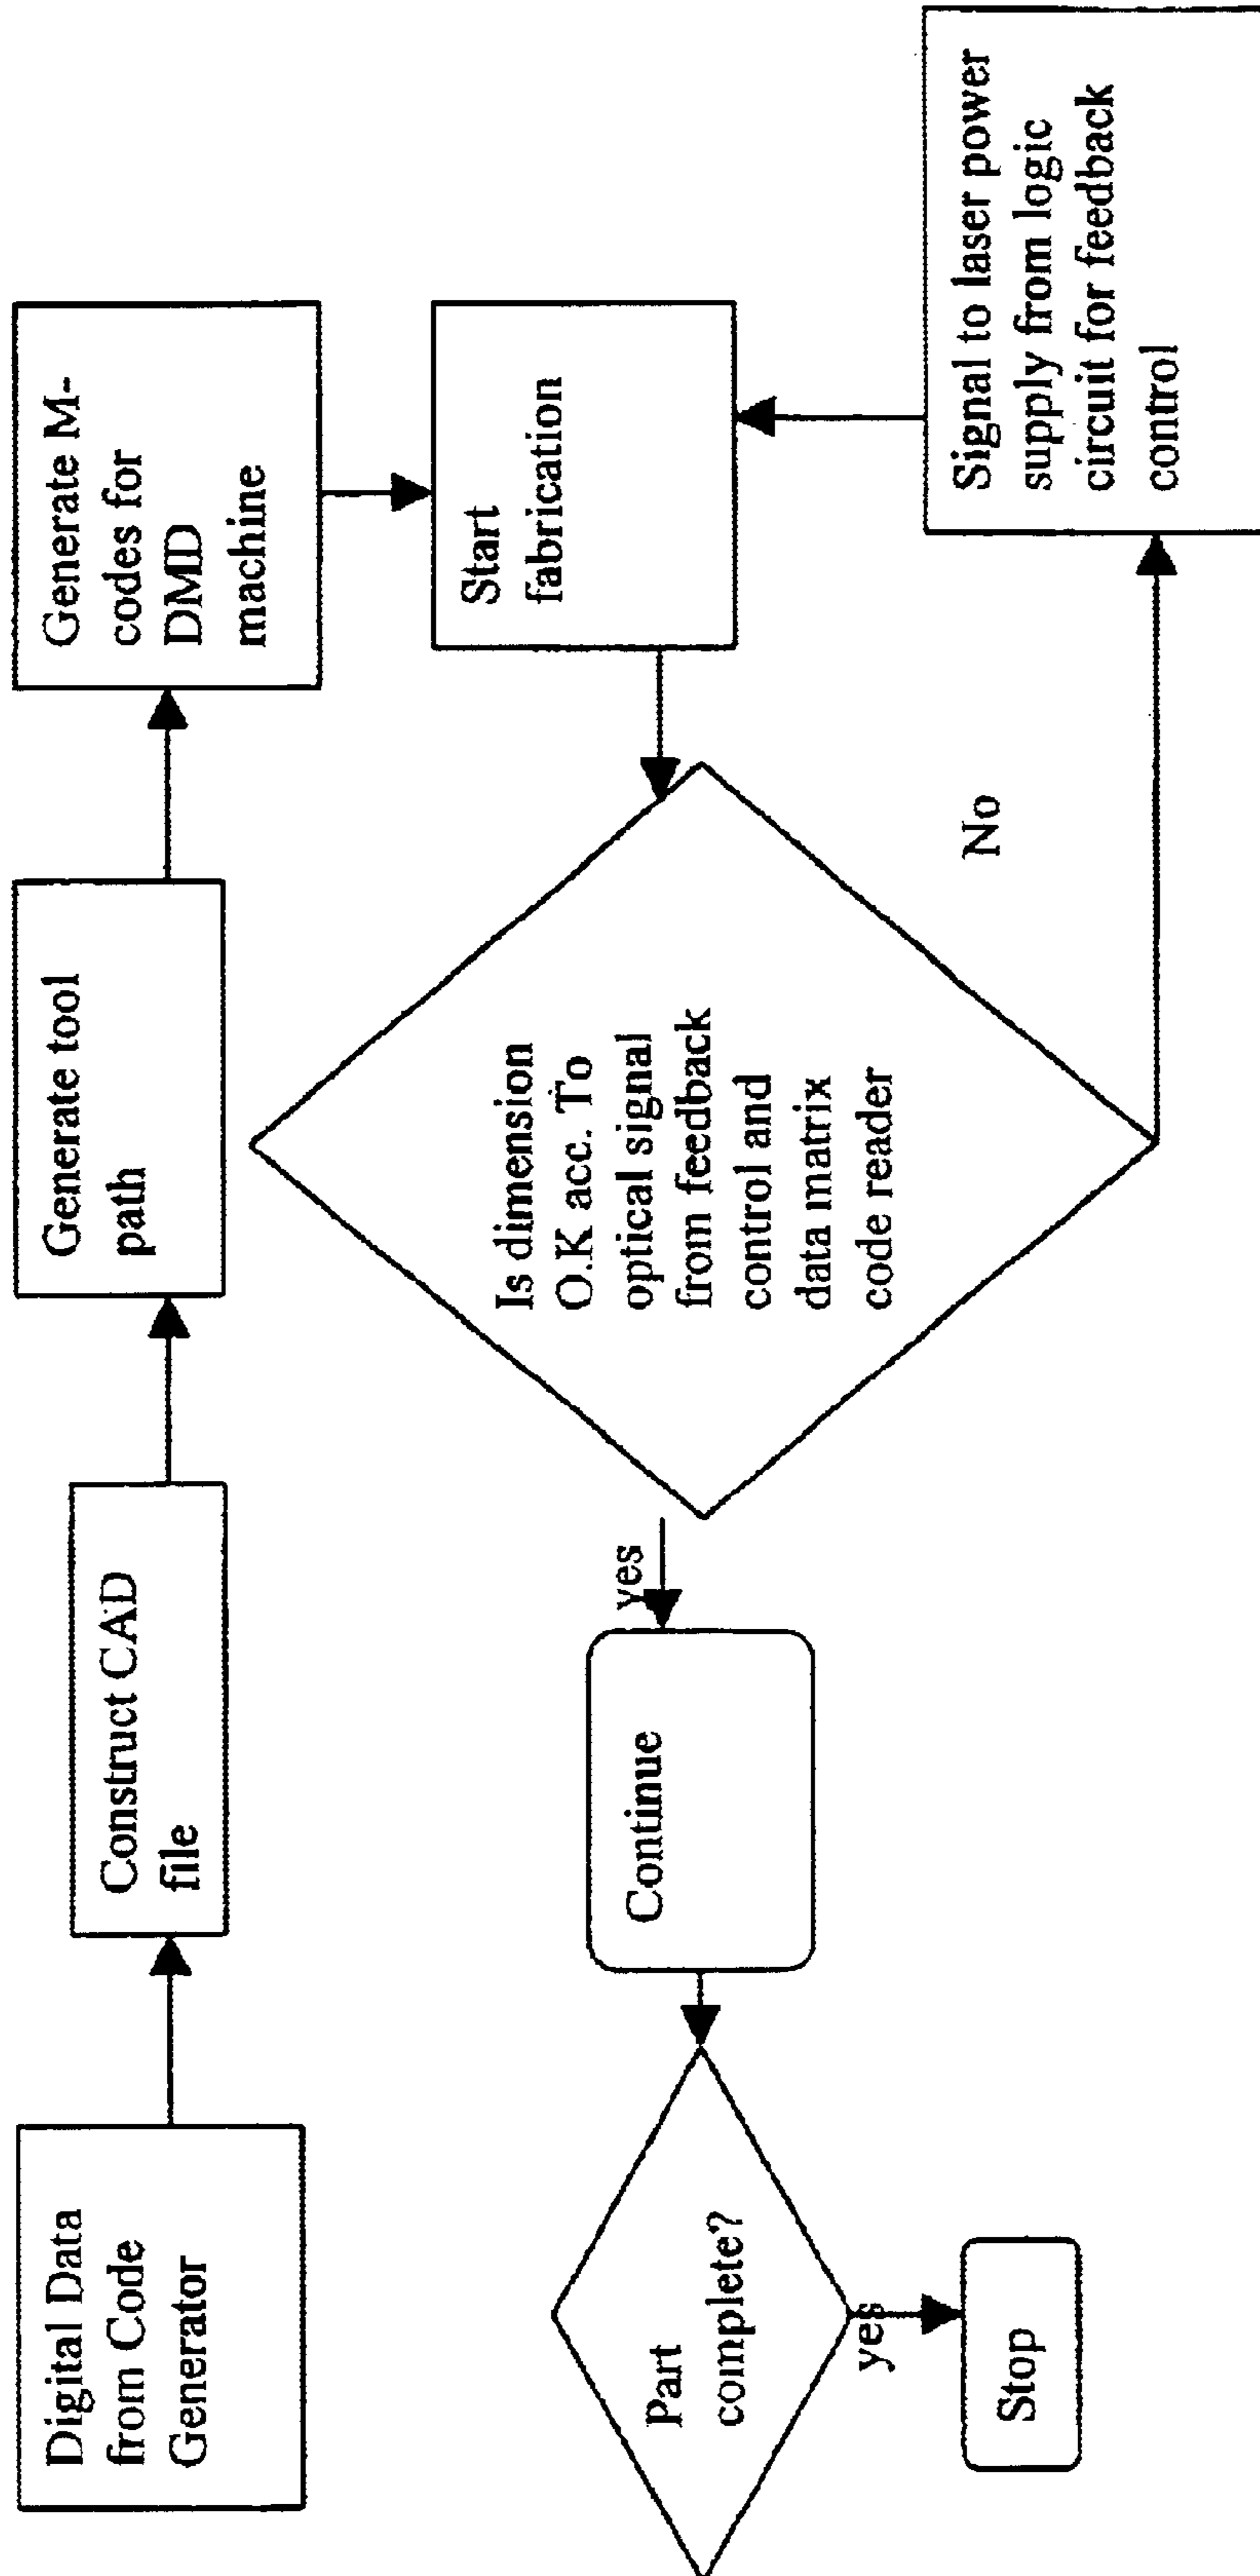 Digital Data
from Code
Generator
Construct CAD
file
Generate tool
path
Generate M-
codes for
DMD
machine
Start
fabrication
Is dimension
O.K acc. To
optical signal
from feedback
control and
data matrix
code reader
No
Signal to laser power
supply from logic
circuit for feedback
control
yes
Continue
Part
complete?
yes
Stop